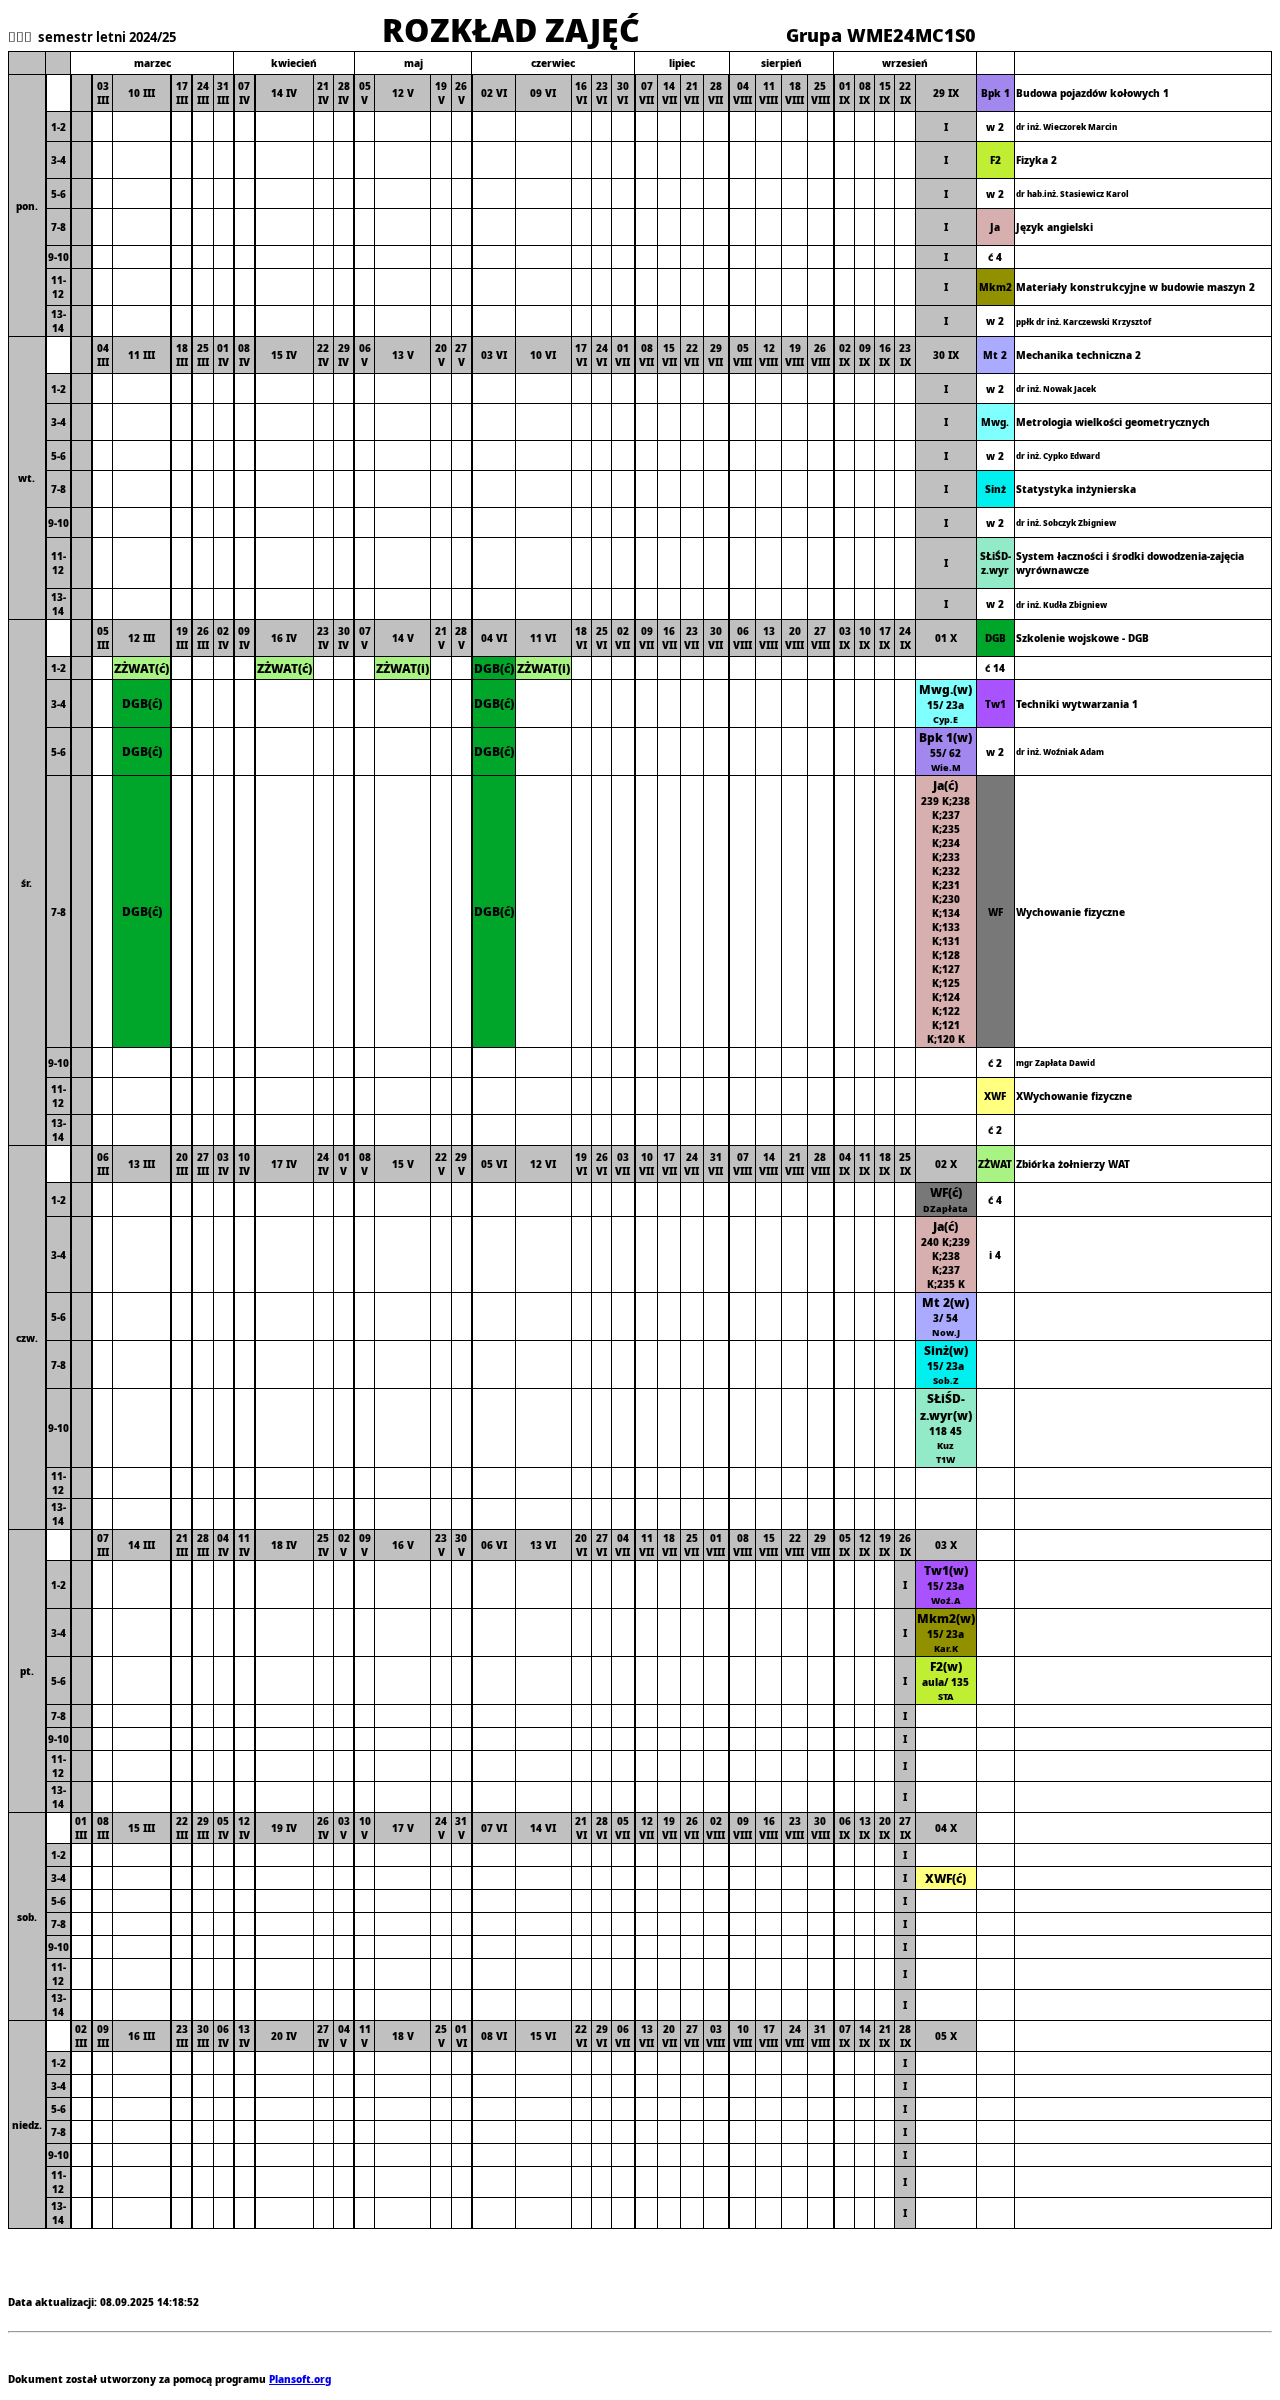 semestr letni 2024/25 ROZKŁAD ZAJĘĆ Grupa WME24MC1S0
marzec kwiecień maj czerwiec lipiec sierpień wrzesień
pon. 03 III 10 III 17 III 24 III 31 III 07 IV 14 IV 21 IV 28 IV 05 V 12 V 19 V 26 V 02 VI 09 VI 16 VI 23 VI 30 VI 07 VII 14 VII 21 VII 28 VII 04 VIII 11 VIII 18 VIII 25 VIII 01 IX 08 IX 15 IX 22 IX 29 IX Bpk 1 Budowa pojazdów kołowych 1
1-2 I w 2 dr inż. Wieczorek Marcin
3-4 I F2 Fizyka 2
5-6 I w 2 dr hab.inż. Stasiewicz Karol
7-8 I Ja Język angielski
9-10 I ć 4
11-12 I Mkm2 Materiały konstrukcyjne w budowie maszyn 2
13-14 I w 2 ppłk dr inż. Karczewski Krzysztof
wt. 04 III 11 III 18 III 25 III 01 IV 08 IV 15 IV 22 IV 29 IV 06 V 13 V 20 V 27 V 03 VI 10 VI 17 VI 24 VI 01 VII 08 VII 15 VII 22 VII 29 VII 05 VIII 12 VIII 19 VIII 26 VIII 02 IX 09 IX 16 IX 23 IX 30 IX Mt 2 Mechanika techniczna 2
1-2 I w 2 dr inż. Nowak Jacek
3-4 I Mwg. Metrologia wielkości geometrycznych
5-6 I w 2 dr inż. Cypko Edward
7-8 I Sinż Statystyka inżynierska
9-10 I w 2 dr inż. Sobczyk Zbigniew
11-12 I SŁiŚD-z.wyr System łaczności i środki dowodzenia-zajęcia wyrównawcze
13-14 I w 2 dr inż. Kudła Zbigniew
śr. 05 III 12 III 19 III 26 III 02 IV 09 IV 16 IV 23 IV 30 IV 07 V 14 V 21 V 28 V 04 VI 11 VI 18 VI 25 VI 02 VII 09 VII 16 VII 23 VII 30 VII 06 VIII 13 VIII 20 VIII 27 VIII 03 IX 10 IX 17 IX 24 IX 01 X DGB Szkolenie wojskowe - DGB
1-2 ZŻWAT(ć) ZŻWAT(ć) ZŻWAT(i) DGB(ć) ZŻWAT(i) ć 14
3-4 DGB(ć) DGB(ć) Mwg.(w) 15/ 23a Cyp.E Tw1 Techniki wytwarzania 1
5-6 DGB(ć) DGB(ć) Bpk 1(w) 55/ 62 Wie.M w 2 dr inż. Woźniak Adam
7-8 DGB(ć) DGB(ć) Ja(ć) 239 K;238 K;237 K;235 K;234 K;233 K;232 K;231 K;230 K;134 K;133 K;131 K;128 K;127 K;125 K;124 K;122 K;121 K;120 K WF Wychowanie fizyczne
9-10 ć 2 mgr Zapłata Dawid
11-12 XWF XWychowanie fizyczne
13-14 ć 2
czw. 06 III 13 III 20 III 27 III 03 IV 10 IV 17 IV 24 IV 01 V 08 V 15 V 22 V 29 V 05 VI 12 VI 19 VI 26 VI 03 VII 10 VII 17 VII 24 VII 31 VII 07 VIII 14 VIII 21 VIII 28 VIII 04 IX 11 IX 18 IX 25 IX 02 X ZŻWAT Zbiórka żołnierzy WAT
1-2 WF(ć) DZapłata ć 4
3-4 Ja(ć) 240 K;239 K;238 K;237 K;235 K i 4
5-6 Mt 2(w) 3/ 54 Now.J
7-8 Sinż(w) 15/ 23a Sob.Z
9-10 SŁiŚD-z.wyr(w) 118 45 Kuz T1W
11-12
13-14
pt. 07 III 14 III 21 III 28 III 04 IV 11 IV 18 IV 25 IV 02 V 09 V 16 V 23 V 30 V 06 VI 13 VI 20 VI 27 VI 04 VII 11 VII 18 VII 25 VII 01 VIII 08 VIII 15 VIII 22 VIII 29 VIII 05 IX 12 IX 19 IX 26 IX 03 X
1-2 I Tw1(w) 15/ 23a Woź.A
3-4 I Mkm2(w) 15/ 23a Kar.K
5-6 I F2(w) aula/ 135 STA
7-8 I
9-10 I
11-12 I
13-14 I
sob. 01 III 08 III 15 III 22 III 29 III 05 IV 12 IV 19 IV 26 IV 03 V 10 V 17 V 24 V 31 V 07 VI 14 VI 21 VI 28 VI 05 VII 12 VII 19 VII 26 VII 02 VIII 09 VIII 16 VIII 23 VIII 30 VIII 06 IX 13 IX 20 IX 27 IX 04 X
1-2 I
3-4 I XWF(ć)
5-6 I
7-8 I
9-10 I
11-12 I
13-14 I
niedz. 02 III 09 III 16 III 23 III 30 III 06 IV 13 IV 20 IV 27 IV 04 V 11 V 18 V 25 V 01 VI 08 VI 15 VI 22 VI 29 VI 06 VII 13 VII 20 VII 27 VII 03 VIII 10 VIII 17 VIII 24 VIII 31 VIII 07 IX 14 IX 21 IX 28 IX 05 X
1-2 I
3-4 I
5-6 I
7-8 I
9-10 I
11-12 I
13-14 I
Data aktualizacji: 08.09.2025 14:18:52
Dokument został utworzony za pomocą programu Plansoft.org